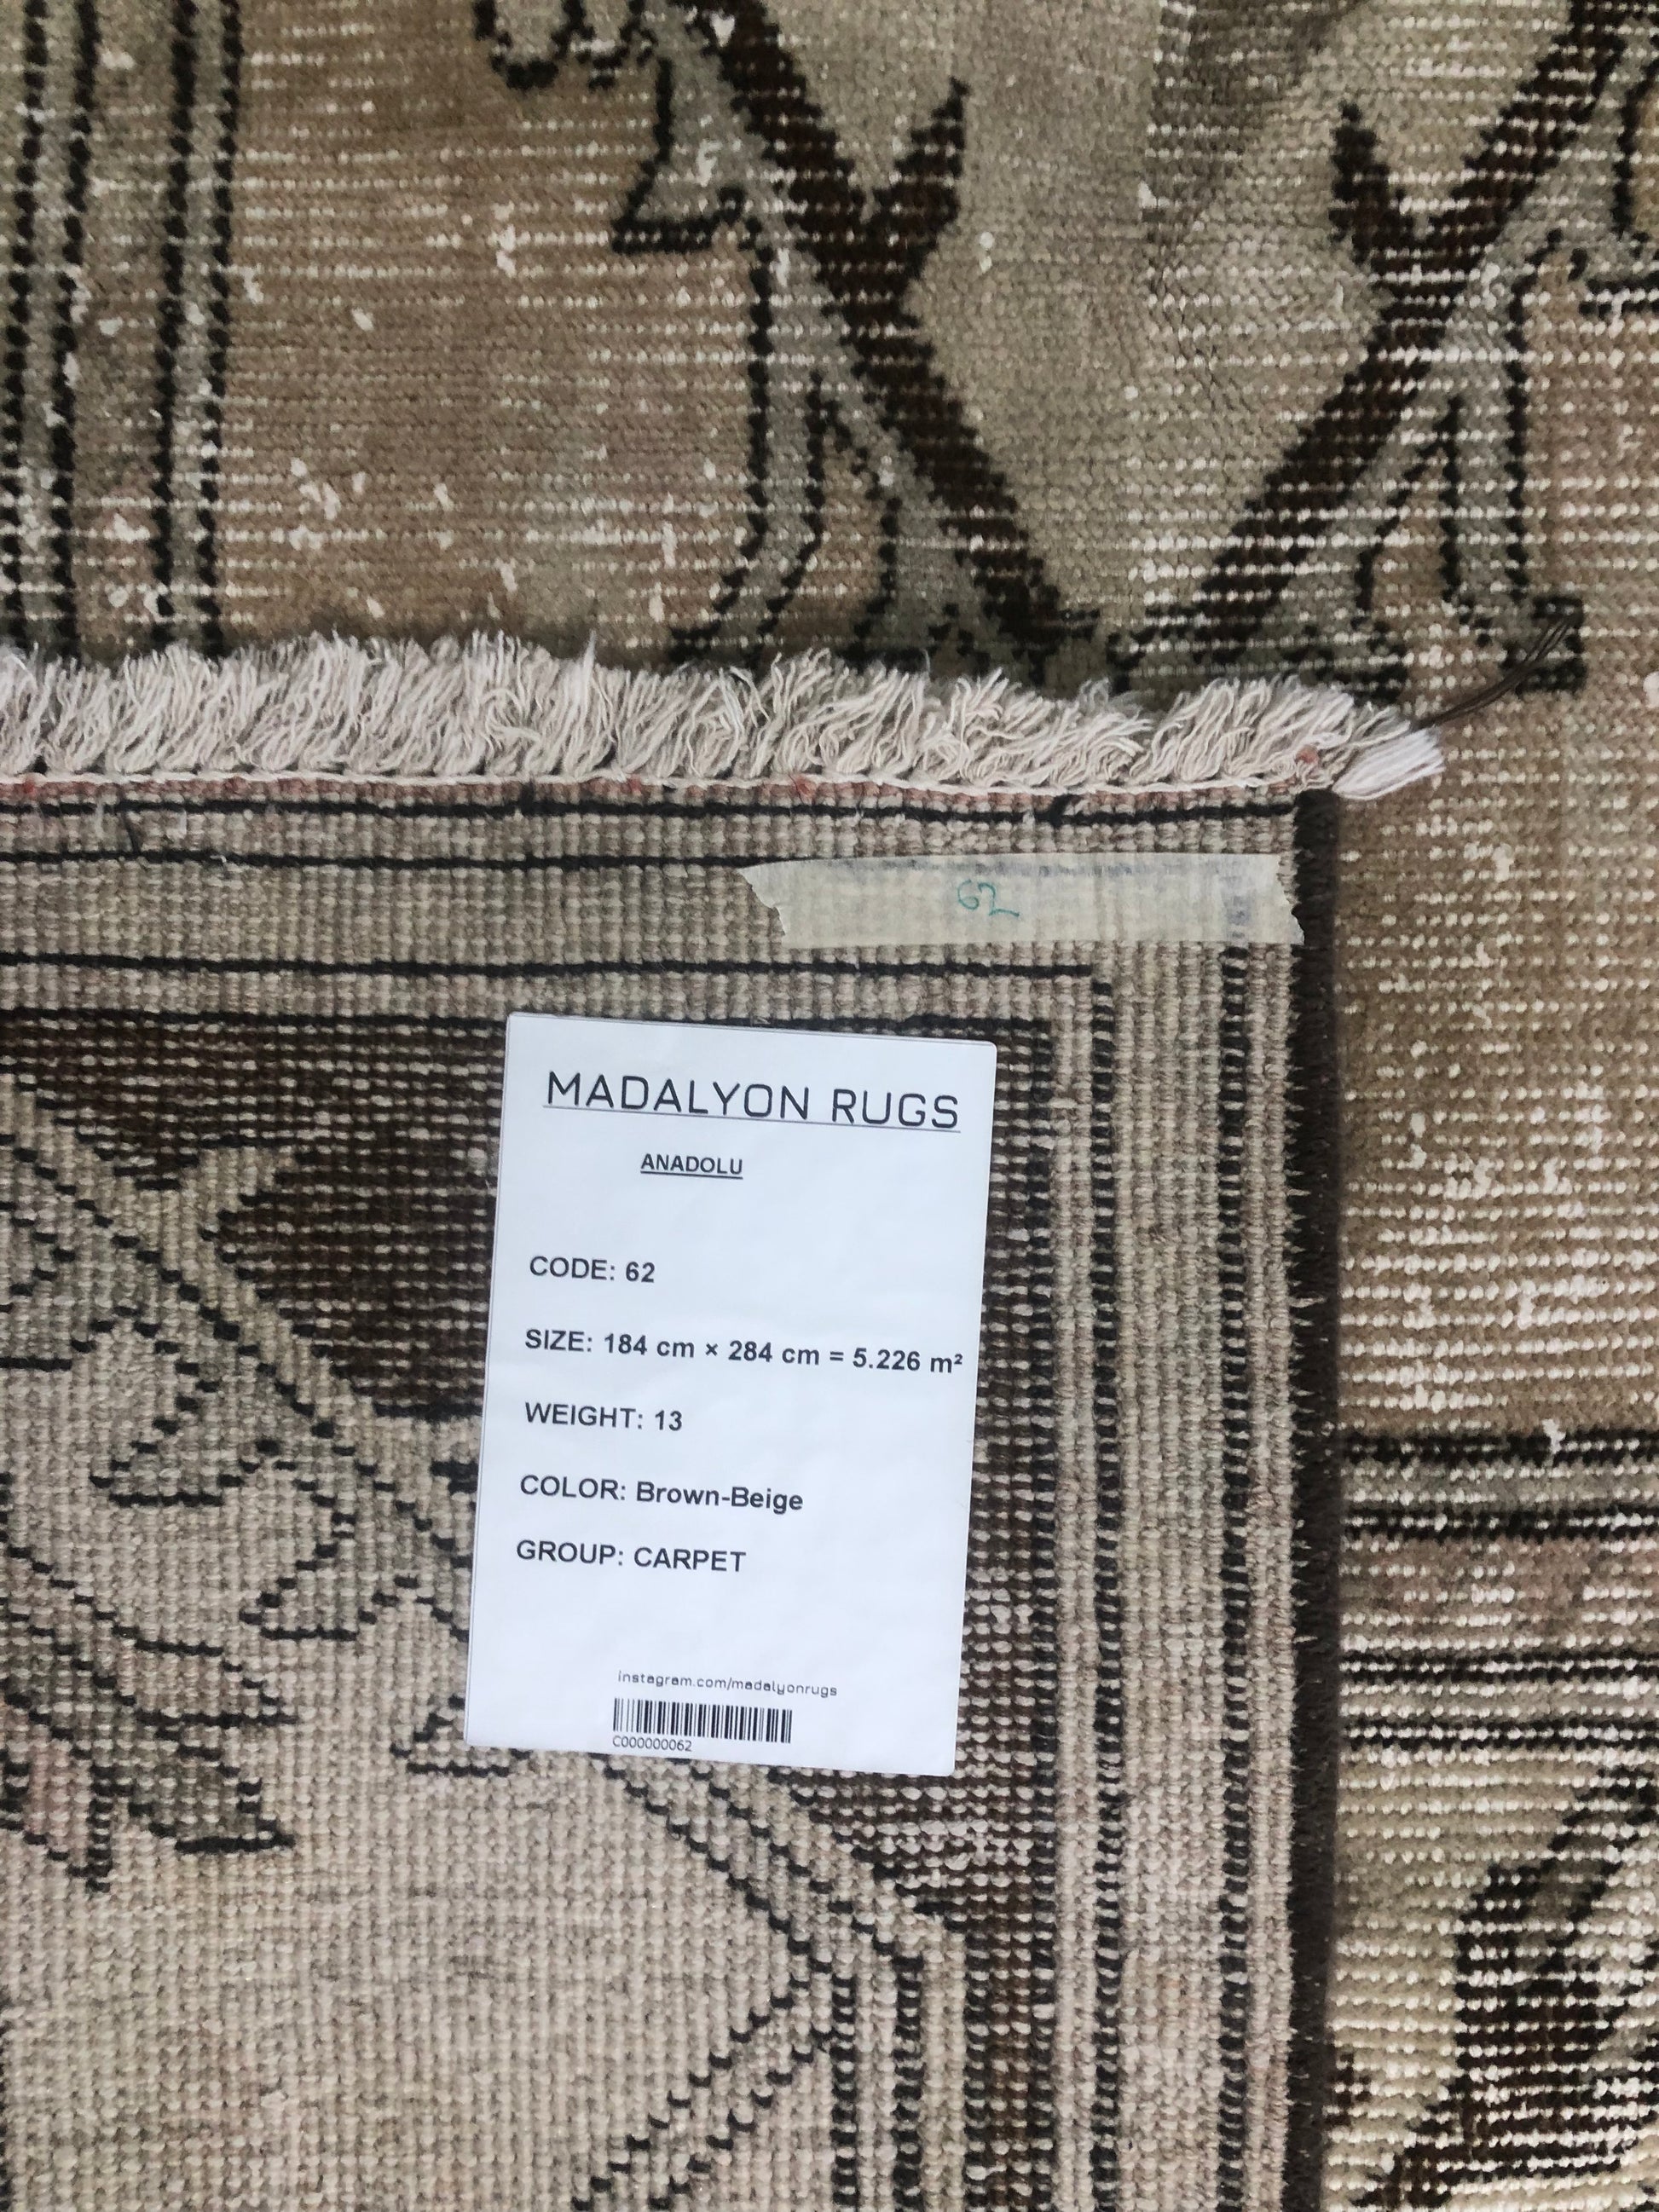 62
MADALYON RUGS
ANADOLU
CODE: 62
SIZE: 184 cm × 284 cm = 5.226 m²
WEIGHT: 13
COLOR: Brown-Beige
GROUP: CARPET
instagram.com/madalyonrugs
C000000062